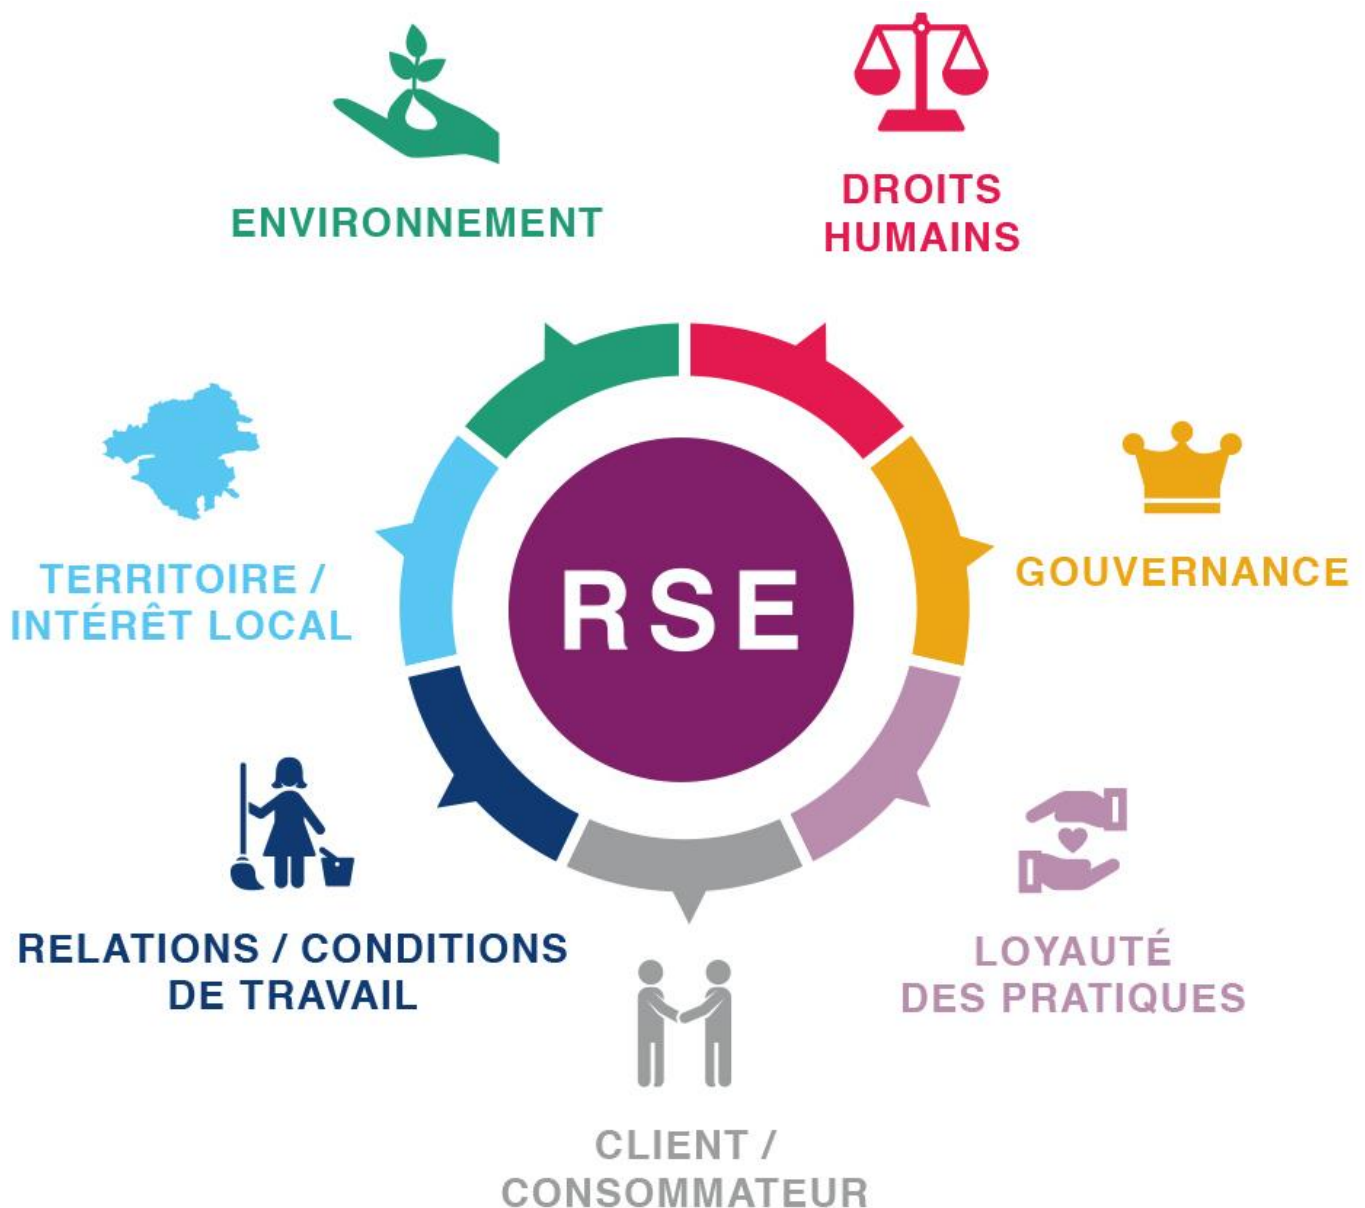 ENVIRONNEMENT
DROITS
HUMAINS
TERRITOIRE /
INTÉRÊT LOCAL
RSE
GOUVERNANCE
RELATIONS / CONDITIONS
DE TRAVAIL
LOYAUTÉ
DES PRATIQUES
CLIENT /
CONSOMMATEUR